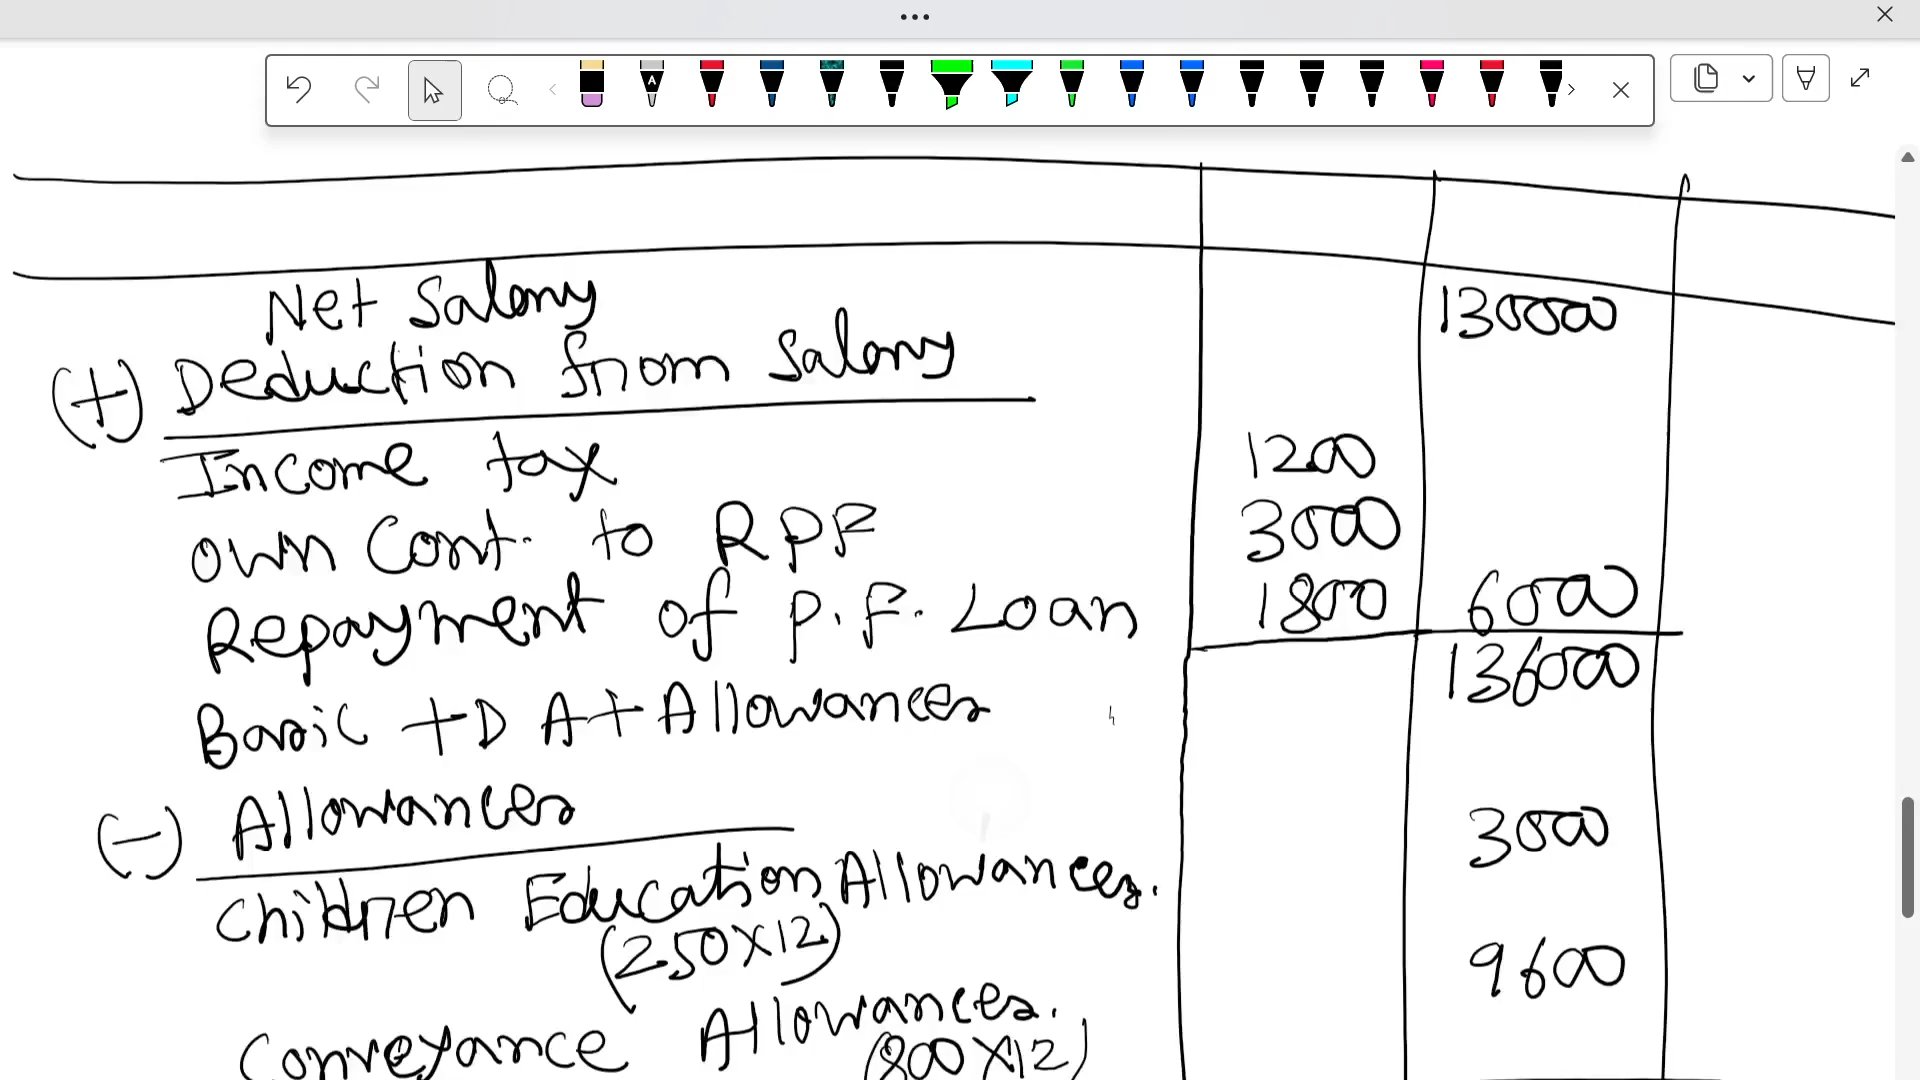 Net Salary 130000
(+) Deduction from Salary
Income tax 1200
own Cont. to RPF 3000
Repayment of P.F. Loan 1800 6000
136000
Basic + D A + Allowances
(-) Allowances
Children Education Allowances. 3000
(250X12)
Conveyance Allowances. 9600
(800X12)